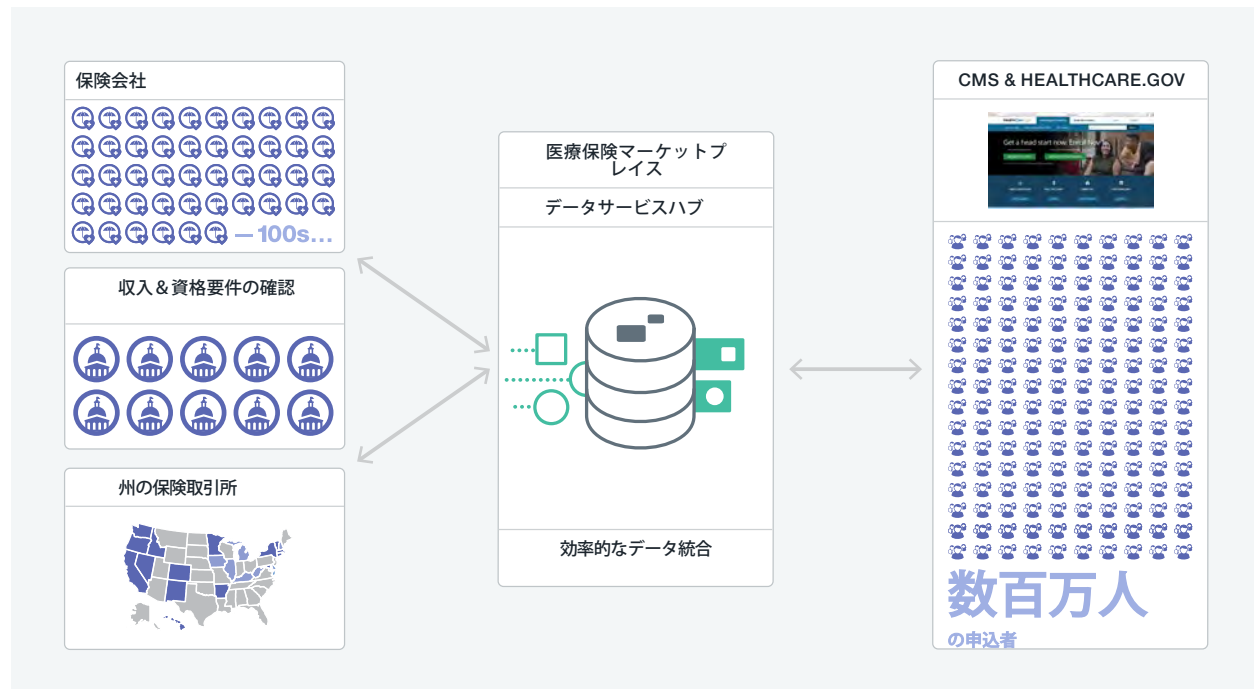 保険会社
– 100s...
収入＆資格要件の確認
州の保険取引所
医療保険マーケットプ
レイス
データサービスハブ
効率的なデータ統合
CMS & HEALTHCARE.GOV
Get a head start now. Enroll Now
数百万人
の申込者